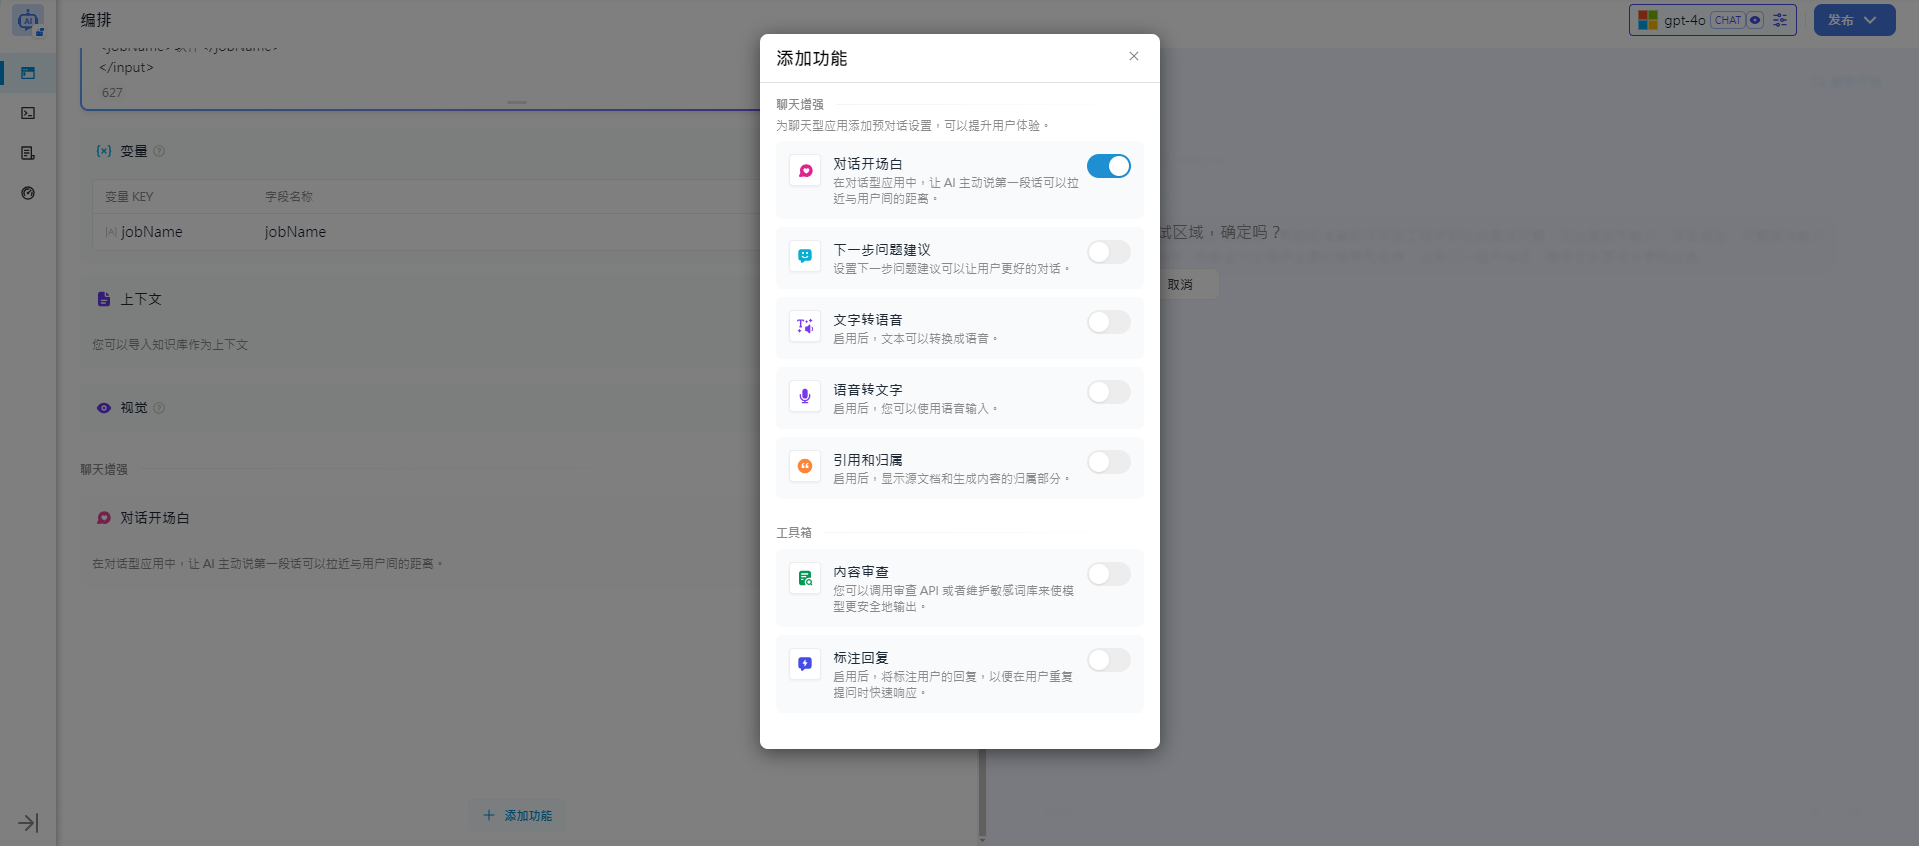 编排
gpt-4o
CHAT
发布
</input>
627
变量
变量 KEY
字段名称
jobName
jobName
上下文
您可以导入知识库作为上下文
视觉
聊天增强
对话开场白
在对话型应用中，让 AI 主动说第一段话可以拉近与用户间的距离。
添加功能
添加功能
聊天增强
为聊天型应用添加预对话设置，可以提升用户体验。
对话开场白
在对话型应用中，让 AI 主动说第一段话可以拉
近与用户间的距离。
下一步问题建议
设置下一步问题建议可以让用户更好的对话。
文字转语音
启用后，文本可以转换成语音。
语音转文字
启用后，您可以使用语音输入。
引用和归属
启用后，显示源文档和生成内容的归属部分。
工具箱
内容审查
您可以调用审查 API 或者维护敏感词库来使模
型更安全地输出。
标注回复
启用后，将标注用户的回复，以便在用户重复
提问时快速响应。
试区域，确定吗？
取消